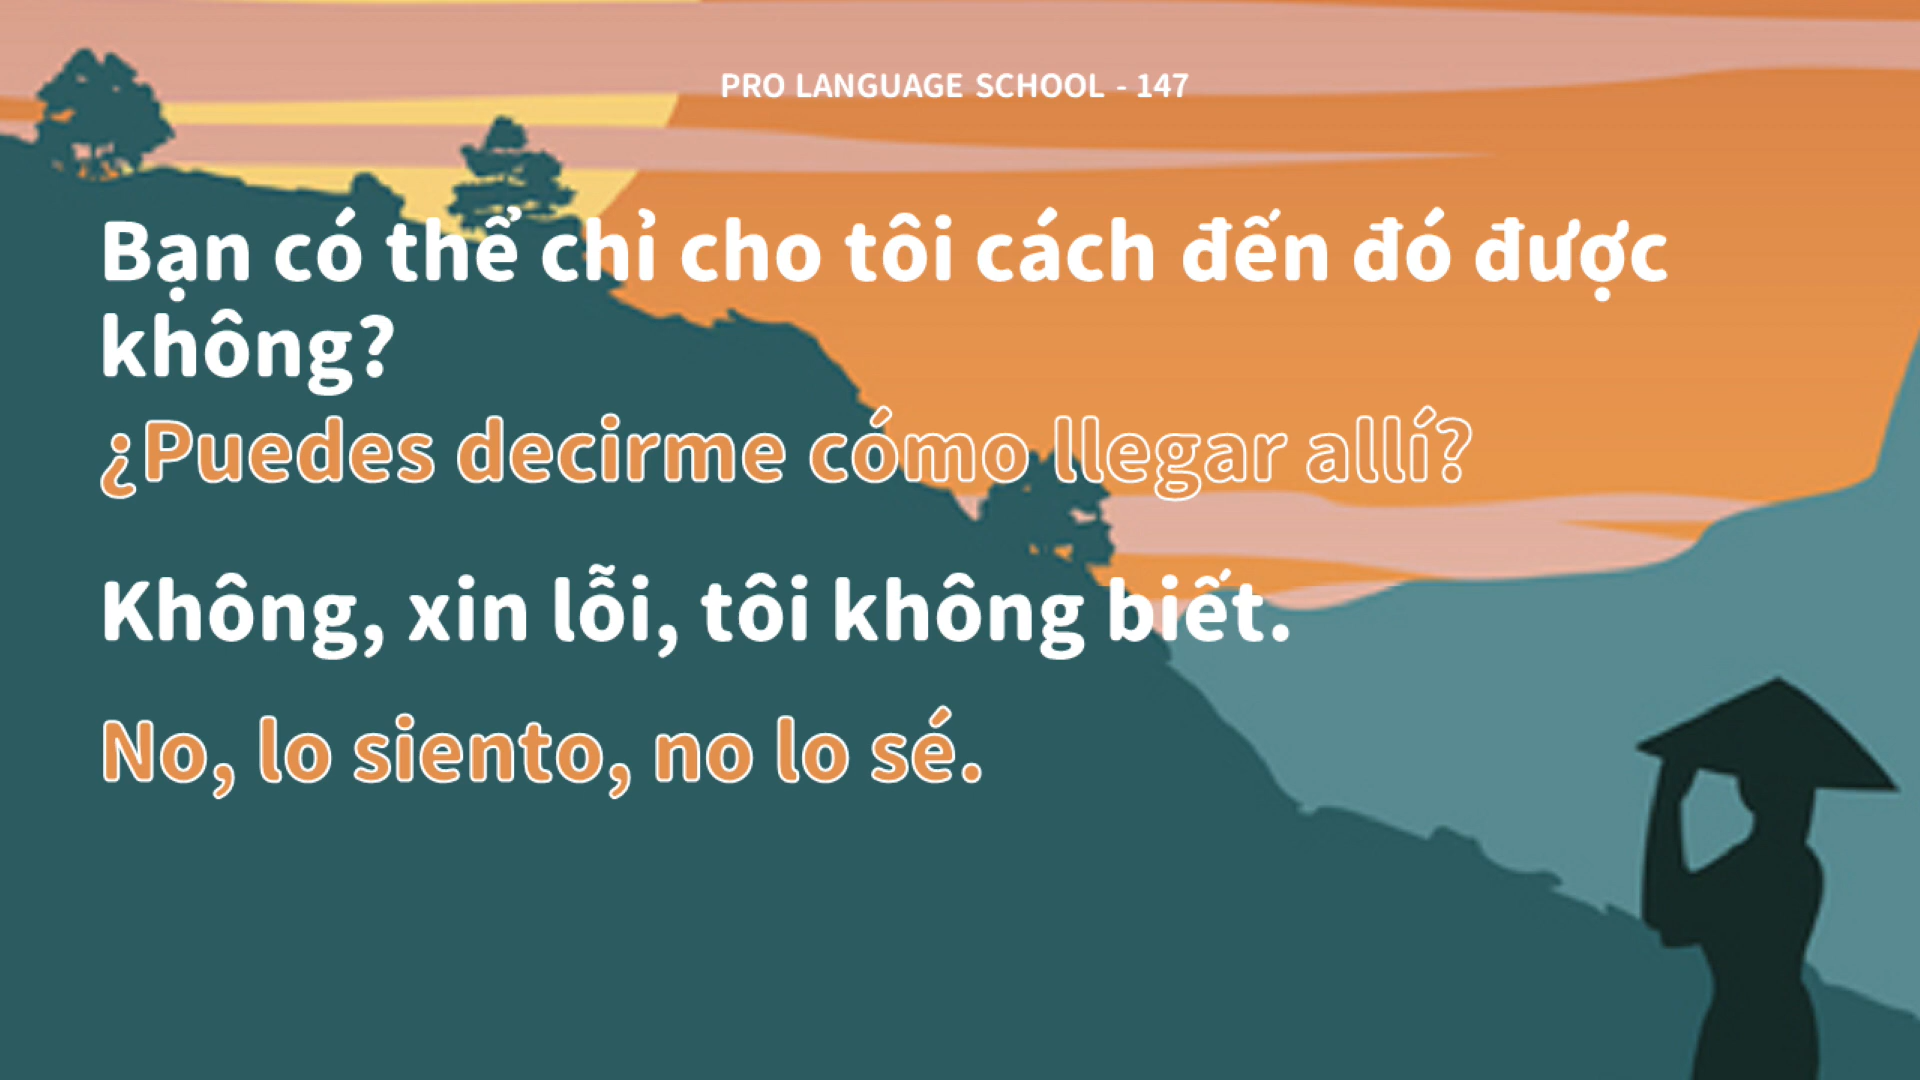 PRO LANGUAGE SCHOOL - 147
Bạn có thể chỉ cho tôi cách đến đó được
không?
¿Puedes decirme cómo llegar allí?
Không, xin lỗi, tôi không biết.
No, lo siento, no lo sé.